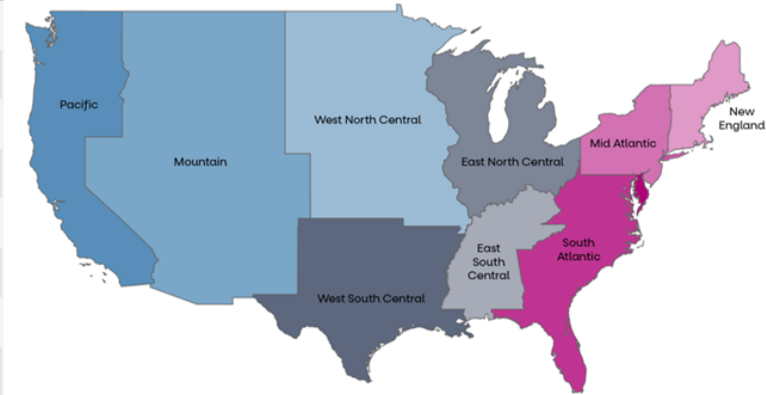 Pacific
Mountain
West North Central
East North Central
Mid Atlantic
New
England
East
South
Central
South
Atlantic
West South Central